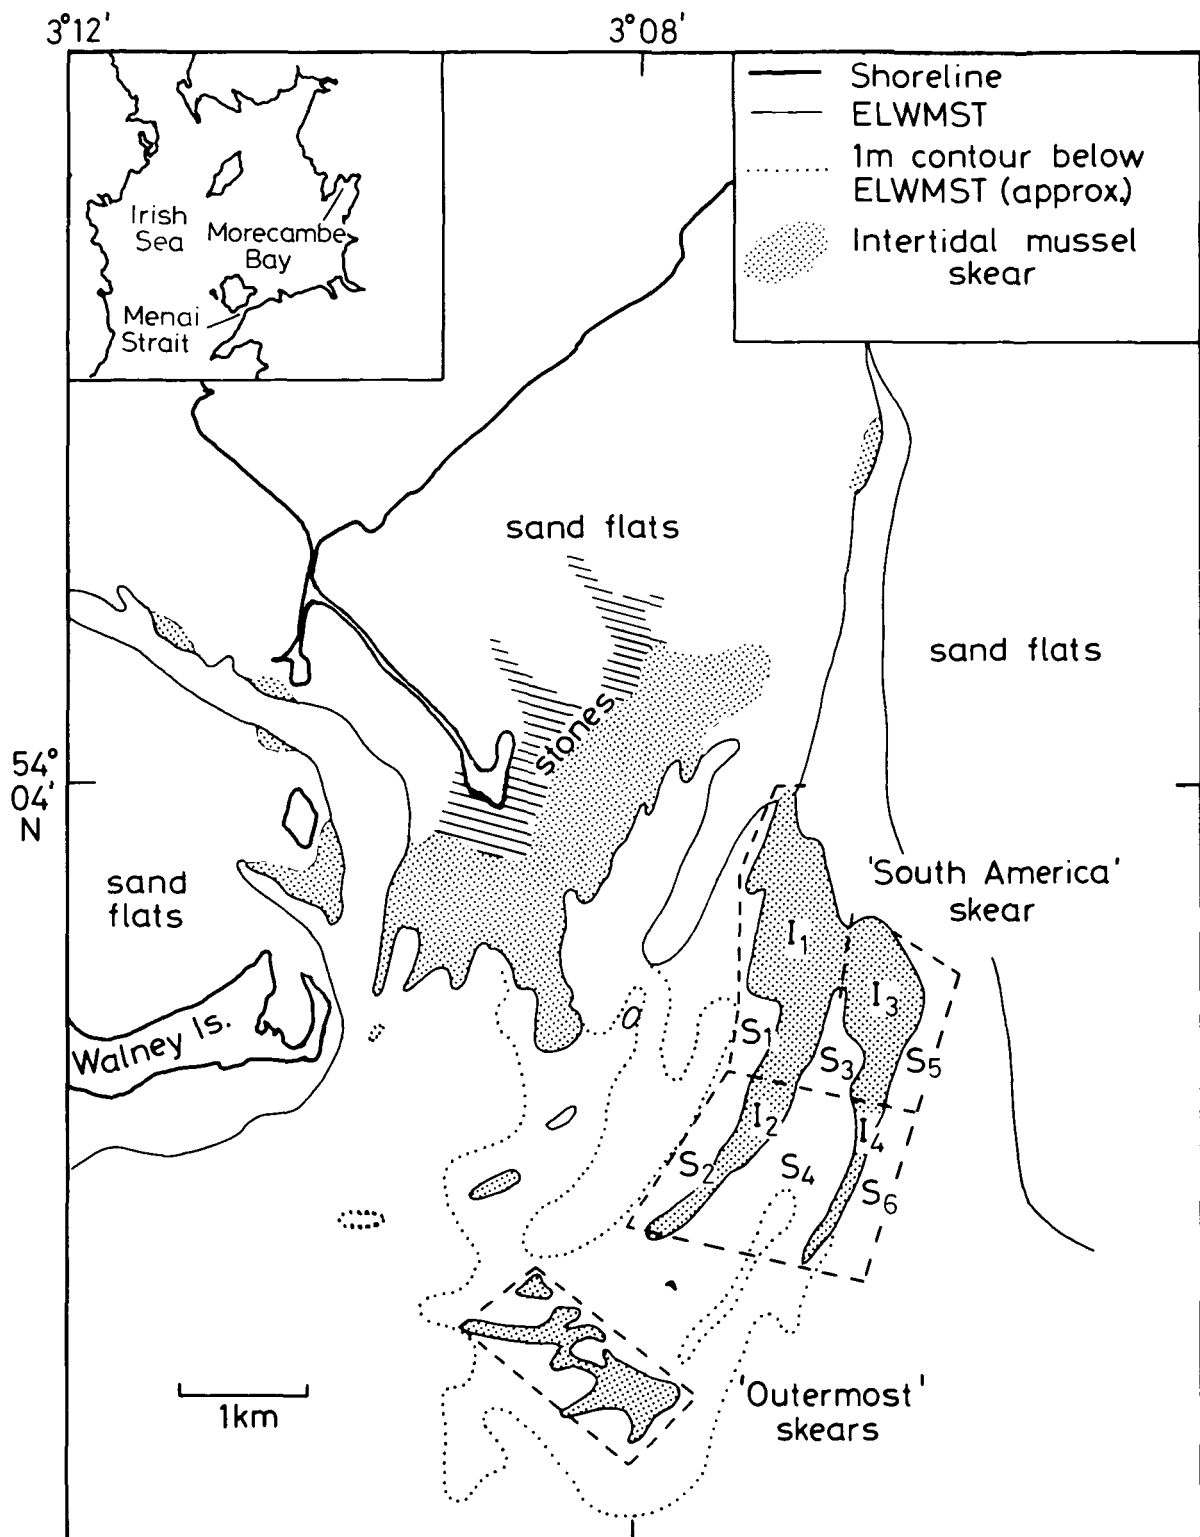 3°12'
3°08'
Shoreline
ELWMST
1m contour below
ELWMST (approx.)
Intertidal mussel
skear
Irish
Sea
Morecambe
Bay
Menai
Strait
sand flats
sand flats
stones
54°
04'
N
sand
flats
'South America'
skear
I1
I3
Walney Is.
a
S1
S3
S5
I2
I4
S2
S4
S6
'Outermost'
skears
1km